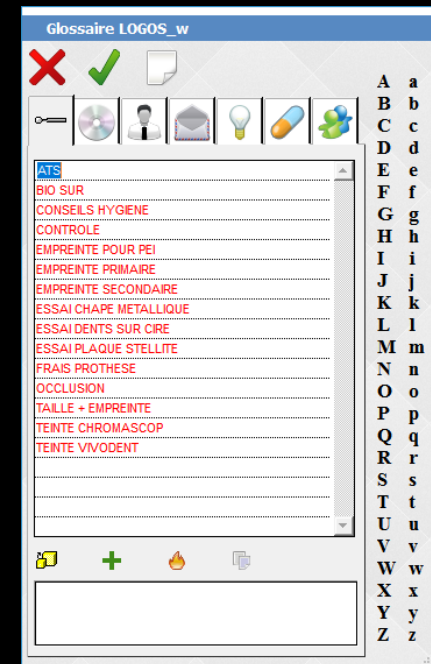 Glossaire LOGOS_w
ATS
BIO SUR
CONSEILS HYGIENE
CONTROLE
EMPREINTE POUR PEI
EMPREINTE PRIMAIRE
EMPREINTE SECONDAIRE
ESSAI CHAPE METALLIQUE
ESSAI DENTS SUR CIRE
ESSAI PLAQUE STELLITE
FRAIS PROTHESE
OCCLUSION
TAILLE + EMPREINTE
TEINTE CHROMASCOP
TEINTE VIVODENT
A a
B b
C c
D d
E e
F f
G g
H h
I i
J j
K k
L l
M m
N n
O o
P p
Q q
R r
S s
T t
U u
V v
W w
X x
Y y
Z z